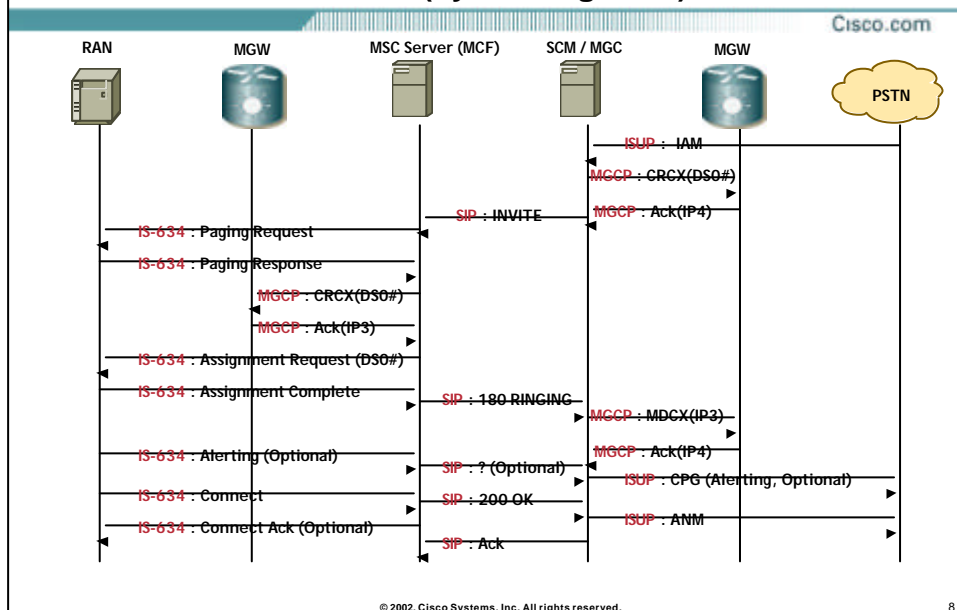 Cisco.com
RAN
MGW
MSC Server (MCF)
SCM / MGC
MGW
PSTN
ISUP : IAM
MGCP : CRCX(DS0#)
MGCP : Ack(IP4)
SIP : INVITE
IS-634 : Paging Request
IS-634 : Paging Response
MGCP : CRCX(DS0#)
MGCP : Ack(IP3)
IS-634 : Assignment Request (DS0#)
IS-634 : Assignment Complete
SIP : 180 RINGING
MGCP : MDCX(IP3)
MGCP : Ack(IP4)
IS-634 : Alerting (Optional)
SIP : ? (Optional)
ISUP : CPG (Alerting, Optional)
IS-634 : Connect
SIP : 200 OK
ISUP : ANM
IS-634 : Connect Ack (Optional)
SIP : Ack
© 2002, Cisco Systems, Inc. All rights reserved.
8